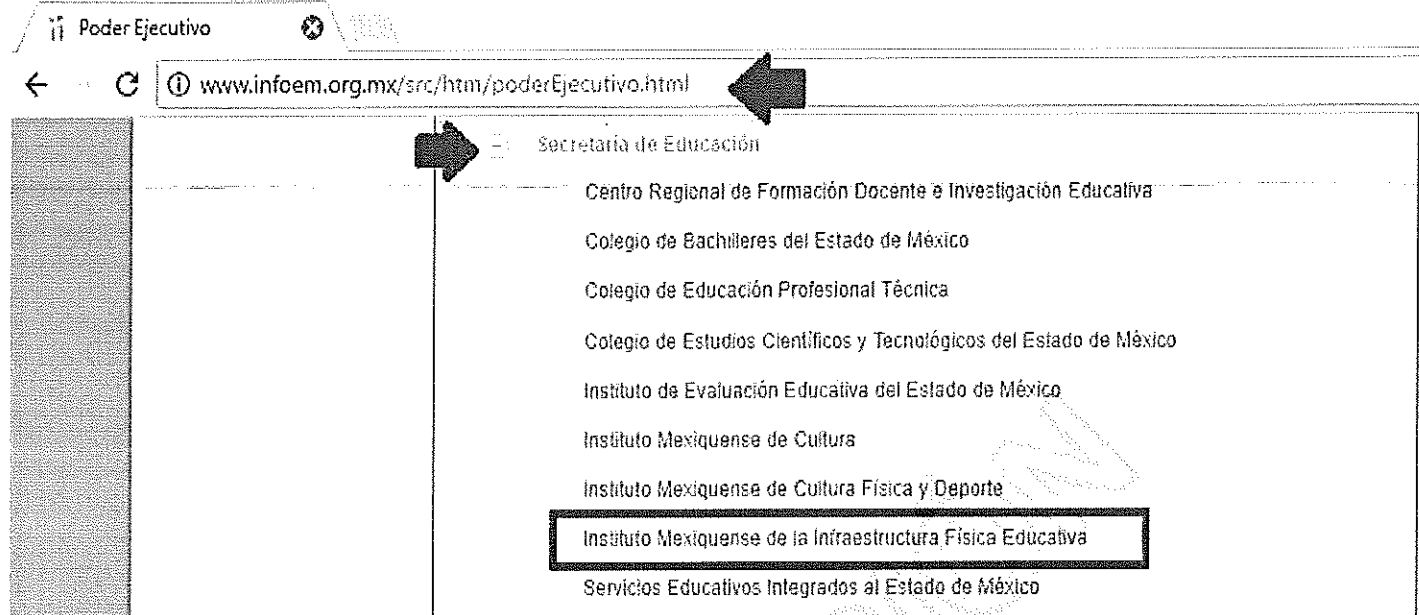 Poder Ejecutivo
www.infoem.org.mx/src/htm/poderEjecutivo.html
Secretaría de Educación
Centro Regional de Formación Docente e Investigación Educativa
Colegio de Bachilleres del Estado de México
Colegio de Educación Profesional Técnica
Colegio de Estudios Científicos y Tecnológicos del Estado de México
Instituto de Evaluación Educativa del Estado de México
Instituto Mexiquense de Cultura
Instituto Mexiquense de Cultura Física y Deporte
Instituto Mexiquense de la Infraestructura Física Educativa
Servicios Educativos Integrados al Estado de México